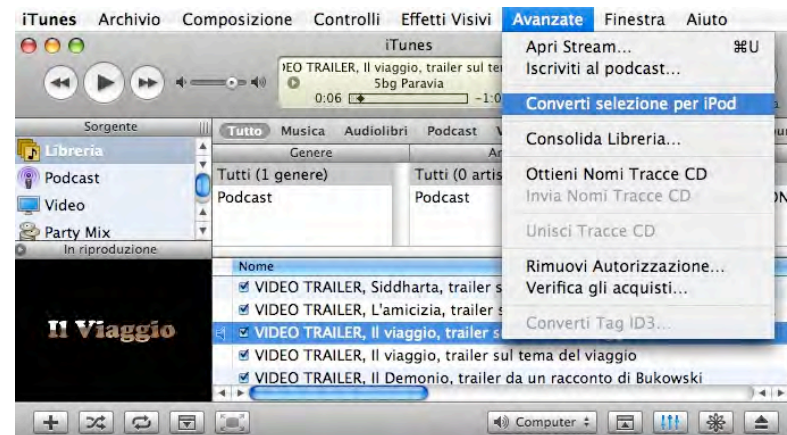 iTunes Archivio Composizione Controlli Effetti Visivi Avanzate Finestra Aiuto
iTunes
DEO TRAILER, Il viaggio, trailer sul te
5bg Paravia
0:06 -1:0
Apri Stream... ⌘U
Iscriviti al podcast...
Converti selezione per iPod
Consolida Libreria...
Ottieni Nomi Tracce CD
Invia Nomi Tracce CD
Unisci Tracce CD
Rimuovi Autorizzazione...
Verifica gli acquisti...
Converti Tag ID3...
Sorgente
Libreria
Podcast
Video
Party Mix
In riproduzione
Il Viaggio
Tutto Musica Audiolibri Podcast V
Genere Ar
Tutti (1 genere) Tutti (0 artis
Podcast Podcast
Nome
VIDEO TRAILER, Siddharta, trailer s
VIDEO TRAILER, L'amicizia, trailer s
VIDEO TRAILER, Il viaggio, trailer s
VIDEO TRAILER, Il viaggio, trailer sul tema del viaggio
VIDEO TRAILER, Il Demonio, trailer da un racconto di Bukowski
Computer